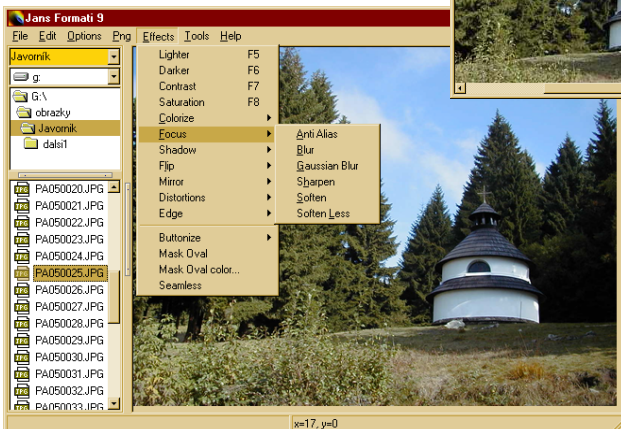 Jans Formati 9
File Edit Options Png Effects Tools Help
Javorník
g:
G:\
obrazky
Javornik
dalsi1
PA050020.JPG
PA050021.JPG
PA050022.JPG
PA050023.JPG
PA050024.JPG
PA050025.JPG
PA050026.JPG
PA050027.JPG
PA050028.JPG
PA050029.JPG
PA050030.JPG
PA050031.JPG
PA050032.JPG
PA050033.JPG
Lighter F5
Darker F6
Contrast F7
Saturation F8
Colorize
Focus
Shadow
Flip
Mirror
Distortions
Edge
Buttonize
Mask Oval
Mask Oval color...
Seamless
Anti Alias
Blur
Gaussian Blur
Sharpen
Soften
Soften Less
x=17, y=0